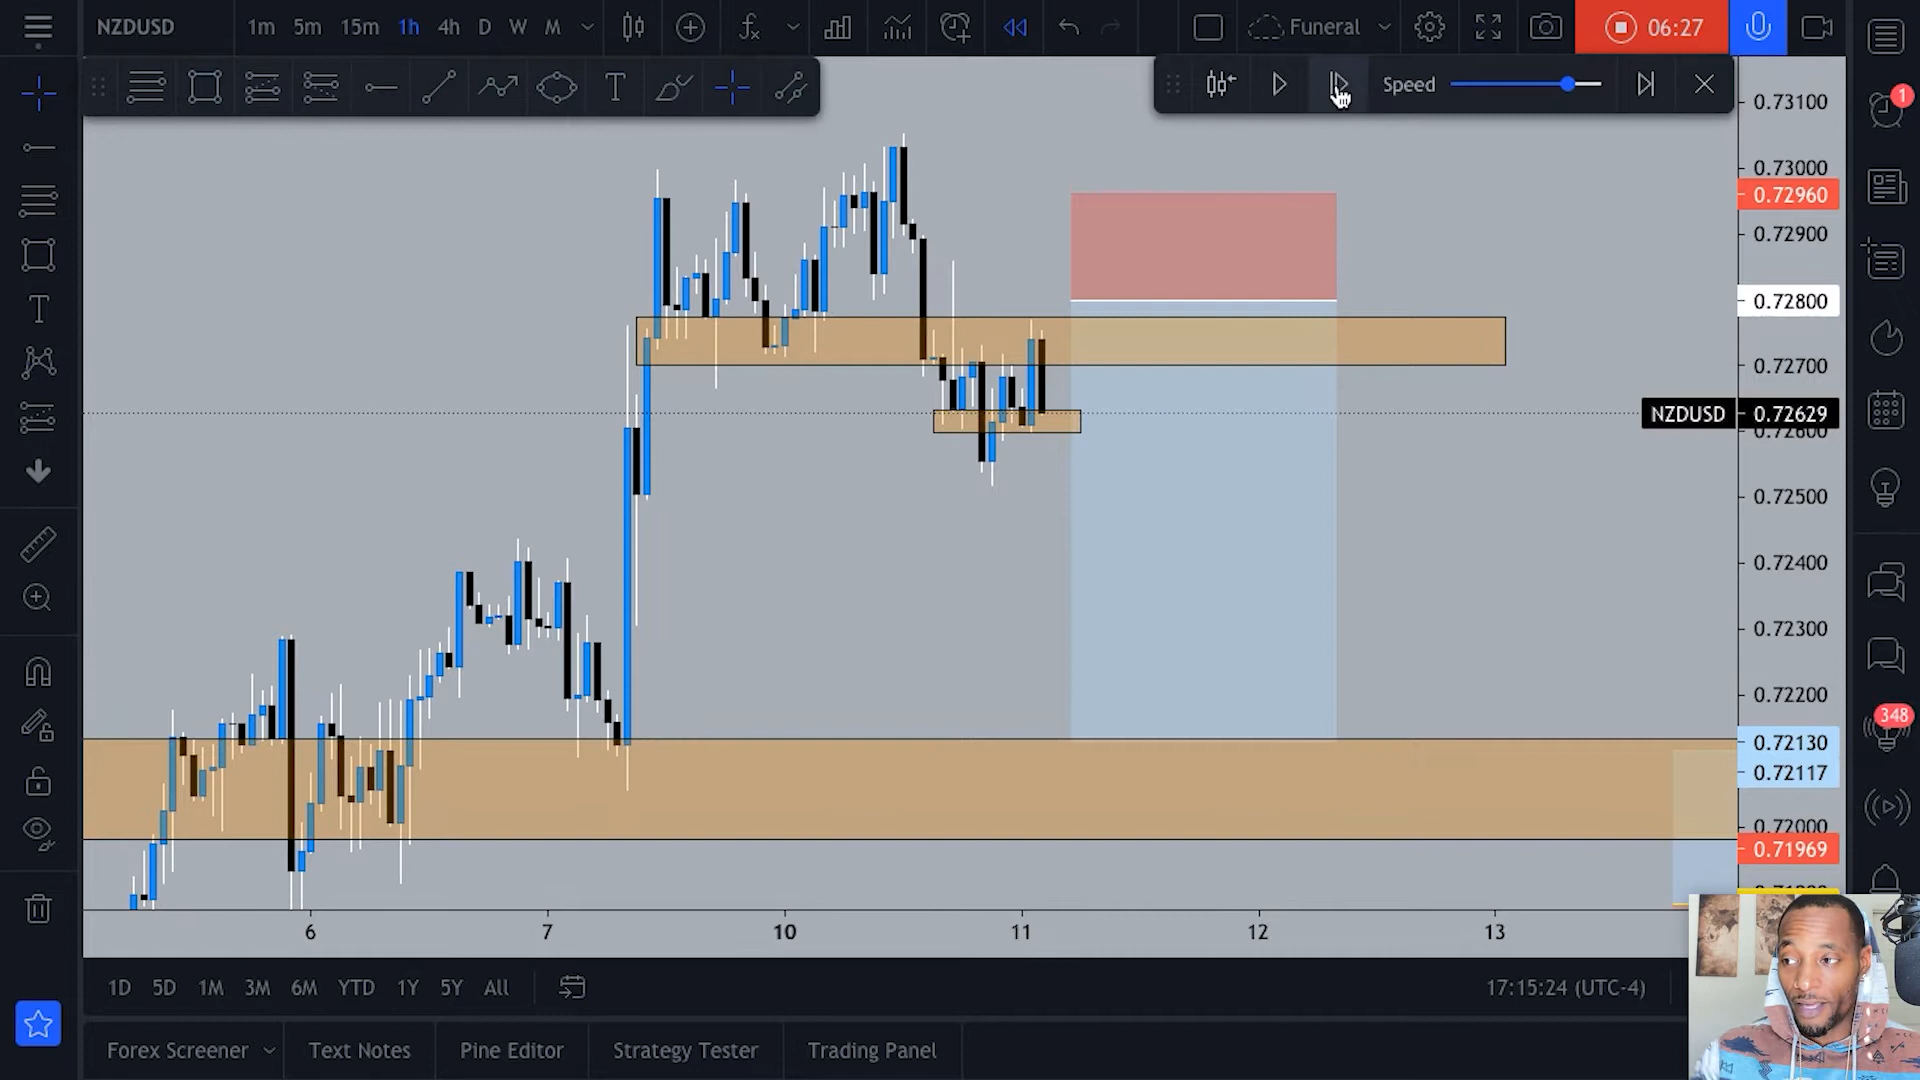 NZDUSD 1m 5m 15m 1h 4h D W M Funeral 06:27
Speed
1
0.73100
0.73000
0.72960
0.72900
0.72800
0.72700
NZDUSD 0.72629
0.72600
0.72500
0.72400
0.72300
0.72200
348
0.72130
0.72117
0.72000
0.71969
6 7 10 11 12 13
1D 5D 1M 3M 6M YTD 1Y 5Y All 17:15:24 (UTC-4)
Forex Screener Text Notes Pine Editor Strategy Tester Trading Panel